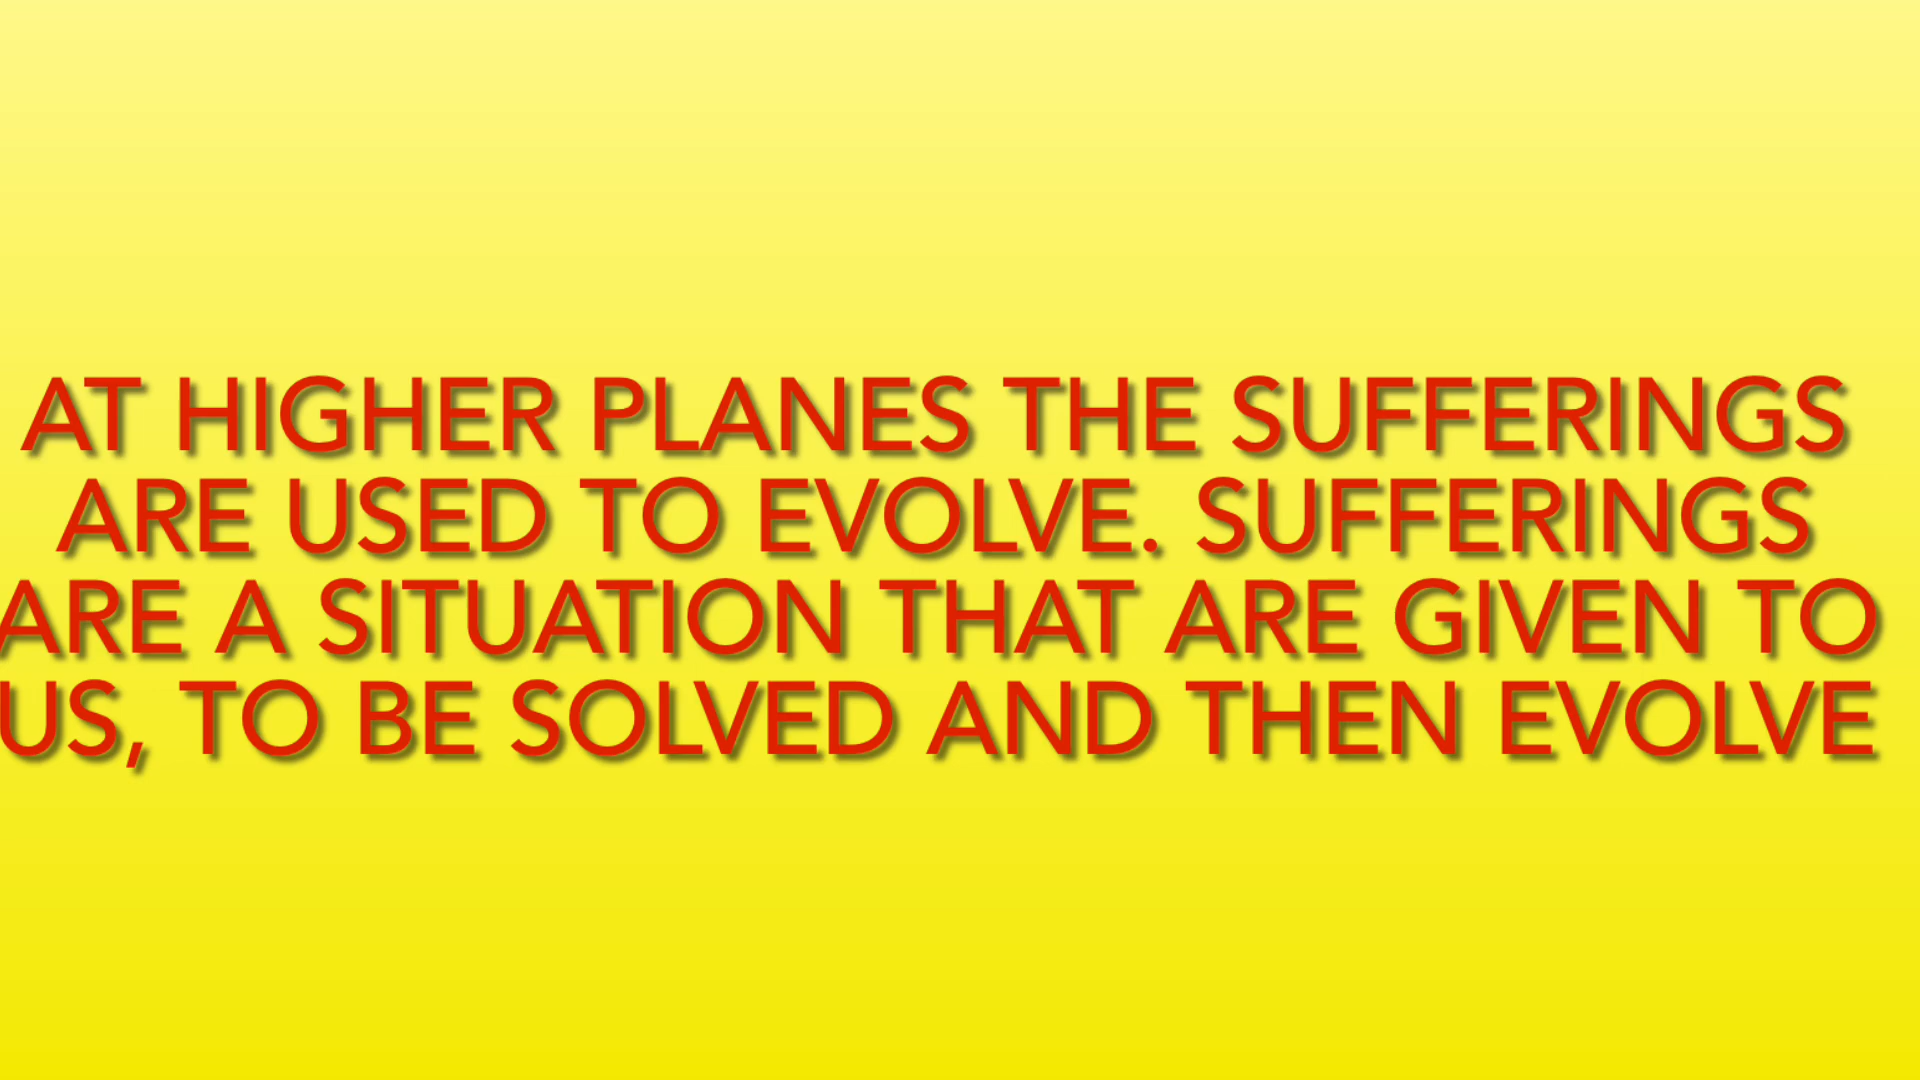 AT HIGHER PLANES THE SUFFERINGS
ARE USED TO EVOLVE. SUFFERINGS
ARE A SITUATION THAT ARE GIVEN TO
US, TO BE SOLVED AND THEN EVOLVE